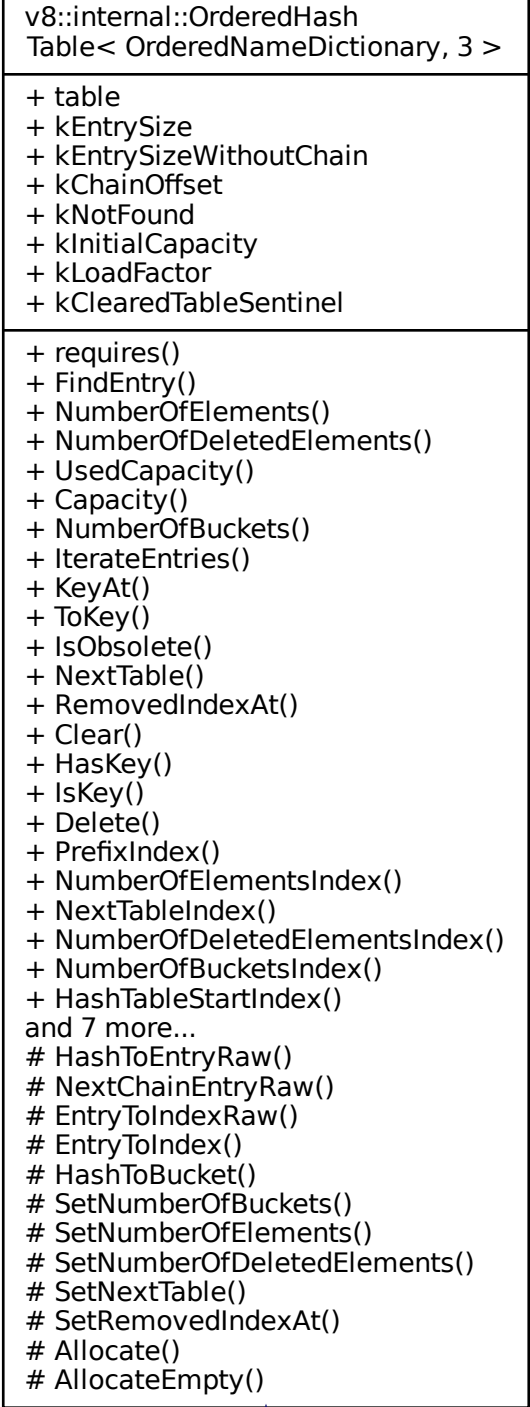 v8::internal::OrderedHash
Table< OrderedNameDictionary, 3 >
+ table
+ kEntrySize
+ kEntrySizeWithoutChain
+ kChainOffset
+ kNotFound
+ kInitialCapacity
+ kLoadFactor
+ kClearedTableSentinel
+ requires()
+ FindEntry()
+ NumberOfElements()
+ NumberOfDeletedElements()
+ UsedCapacity()
+ Capacity()
+ NumberOfBuckets()
+ IterateEntries()
+ KeyAt()
+ ToKey()
+ IsObsolete()
+ NextTable()
+ RemovedIndexAt()
+ Clear()
+ HasKey()
+ IsKey()
+ Delete()
+ PrefixIndex()
+ NumberOfElementsIndex()
+ NextTableIndex()
+ NumberOfDeletedElementsIndex()
+ NumberOfBucketsIndex()
+ HashTableStartIndex()
and 7 more...
# HashToEntryRaw()
# NextChainEntryRaw()
# EntryToIndexRaw()
# EntryToIndex()
# HashToBucket()
# SetNumberOfBuckets()
# SetNumberOfElements()
# SetNumberOfDeletedElements()
# SetNextTable()
# SetRemovedIndexAt()
# Allocate()
# AllocateEmpty()